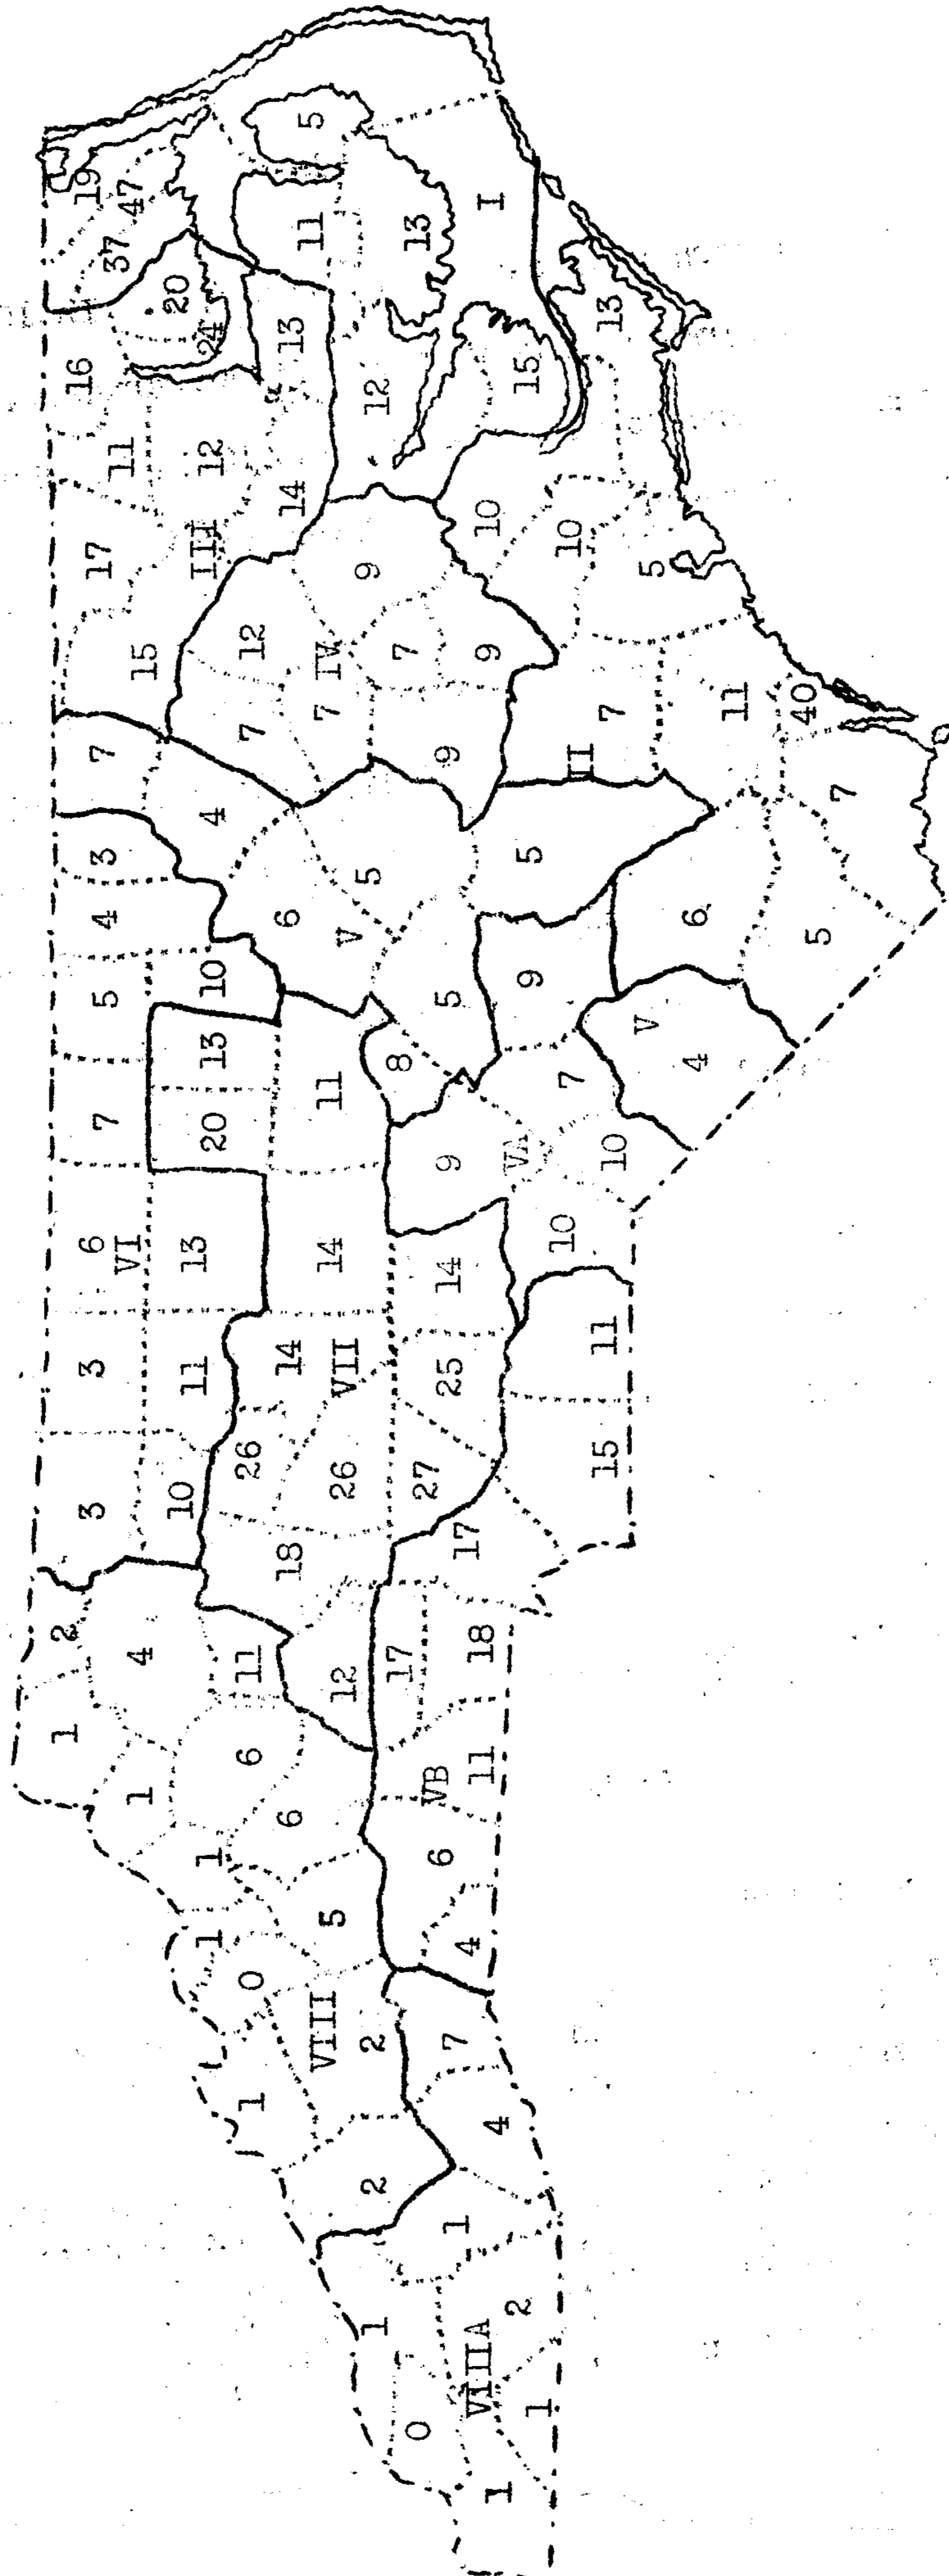 1 2
3 3 6 7 5 4 3 7 17 16 19
VI 11 37 47
1 4 15
10 11 13 III 12 20
1 1 20 13 10 4 24
1 0 6 11 26 7 12
6 18 14 6 14 13 11 5
VIII 5 14 11 7 IV
12 26 VII V
1 2 2 5 9 12
17 8 7 13
0 VB 6 27 25 14 9 5 9
1 7 4 17 9 10 I
VIIIA 11 18
1 2 4 VA 9 5 15
1
10 7 II 10
15 11 10 7 13
V 5
4 6
11
5 40
7